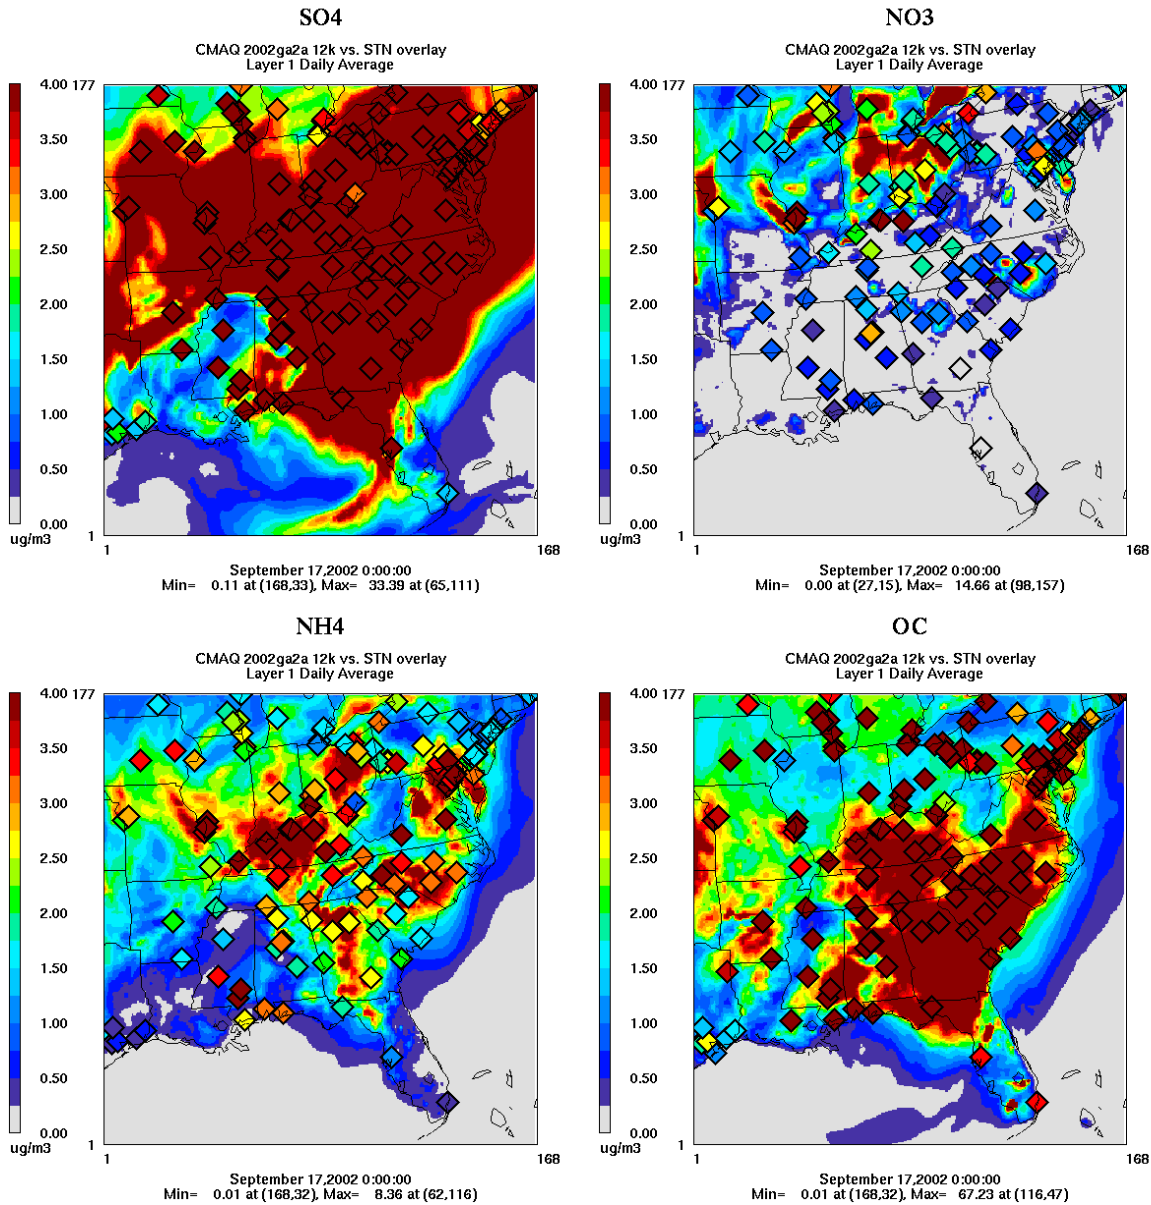 SO4
CMAQ 2002ga2a 12k vs. STN overlay
Layer 1 Daily Average
4.00 177
3.50
3.00
2.50
2.00
1.50
1.00
0.50
0.00
ug/m3
1
1 168
September 17,2002 0:00:00
Min= 0.11 at (168,33), Max= 33.39 at (65,111)
NO3
CMAQ 2002ga2a 12k vs. STN overlay
Layer 1 Daily Average
4.00 177
3.50
3.00
2.50
2.00
1.50
1.00
0.50
0.00
ug/m3
1
1 168
September 17,2002 0:00:00
Min= 0.00 at (27,15), Max= 14.66 at (98,157)
NH4
CMAQ 2002ga2a 12k vs. STN overlay
Layer 1 Daily Average
4.00 177
3.50
3.00
2.50
2.00
1.50
1.00
0.50
0.00
ug/m3
1
1 168
September 17,2002 0:00:00
Min= 0.01 at (168,32), Max= 8.36 at (62,116)
OC
CMAQ 2002ga2a 12k vs. STN overlay
Layer 1 Daily Average
4.00 177
3.50
3.00
2.50
2.00
1.50
1.00
0.50
0.00
ug/m3
1
1 168
September 17,2002 0:00:00
Min= 0.01 at (168,32), Max= 67.23 at (116,47)